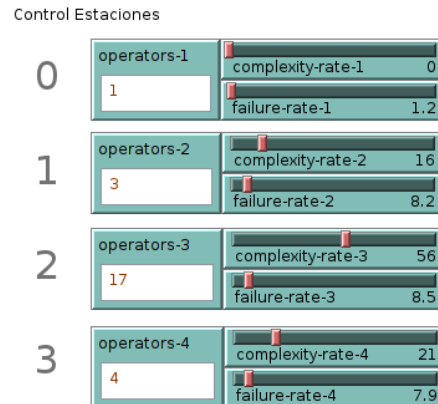 Control Estaciones
0
operators-1
1
complexity-rate-1 0
failure-rate-1 1.2
1
operators-2
3
complexity-rate-2 16
failure-rate-2 8.2
2
operators-3
17
complexity-rate-3 56
failure-rate-3 8.5
3
operators-4
4
complexity-rate-4 21
failure-rate-4 7.9